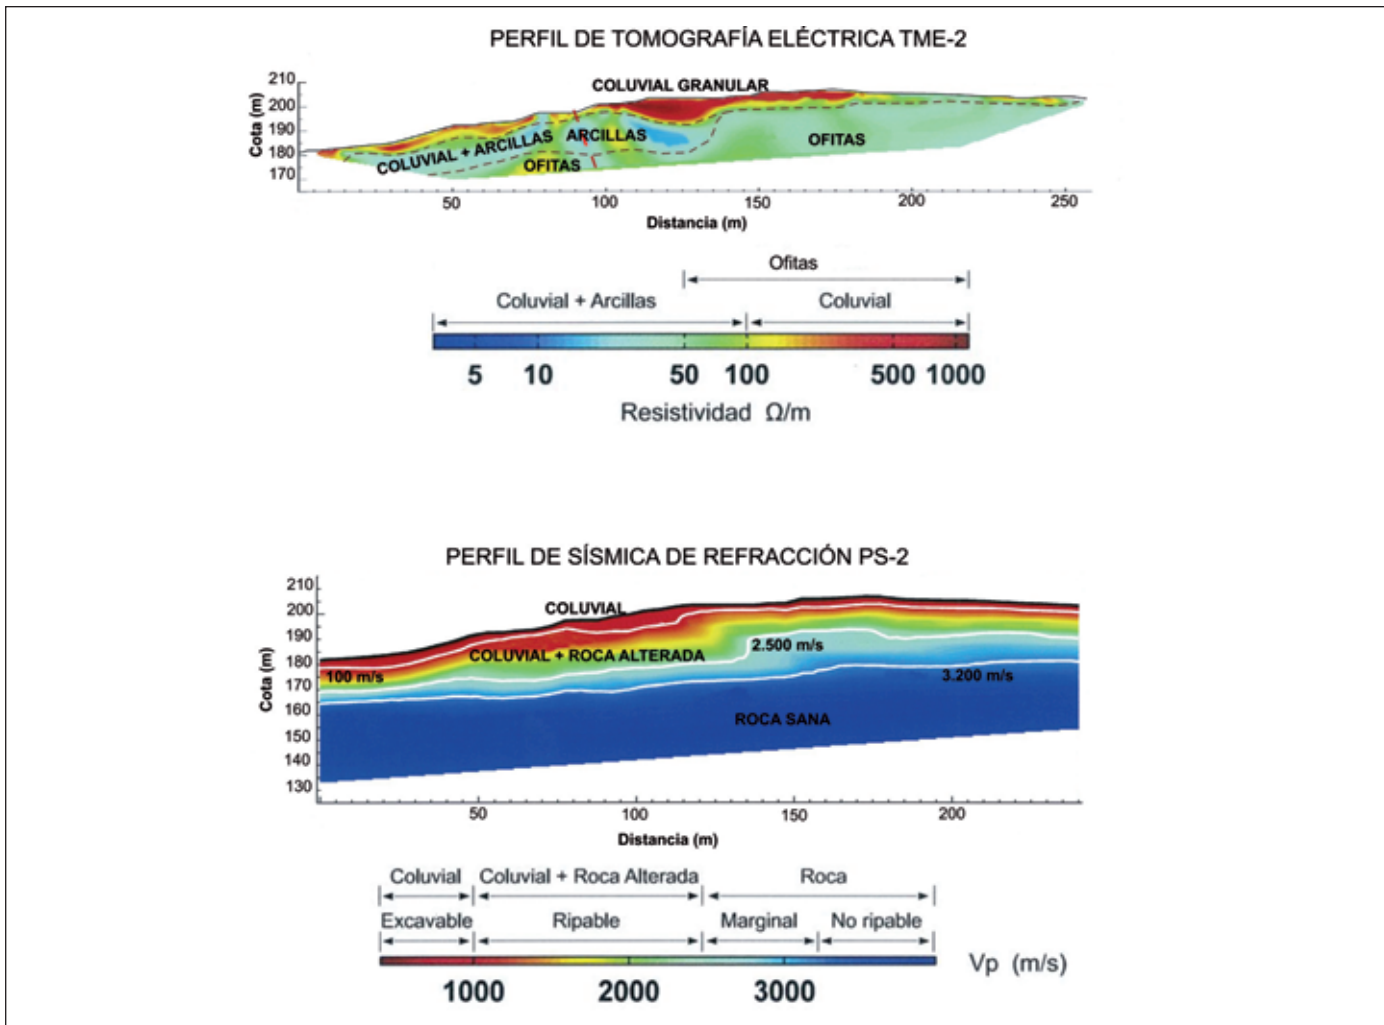 PERFIL DE TOMOGRAFÍA ELÉCTRICA TME-2
COLUVIAL GRANULAR
Cota (m)
210
200
190
180
170
COLUVIAL + ARCILLAS
ARCILLAS
OFITAS
OFITAS
50
100
150
200
250
Distancia (m)
Ofitas
Coluvial + Arcillas
Coluvial
5
10
50
100
500
1000
Resistividad Ω/m
PERFIL DE SÍSMICA DE REFRACCIÓN PS-2
Cota (m)
210
200
190
180
170
160
150
140
130
COLUVIAL
COLUVIAL + ROCA ALTERADA
2.500 m/s
100 m/s
3.200 m/s
ROCA SANA
50
100
150
200
Distancia (m)
Coluvial
Coluvial + Roca Alterada
Roca
Excavable
Ripable
Marginal
No ripable
Vp (m/s)
1000
2000
3000